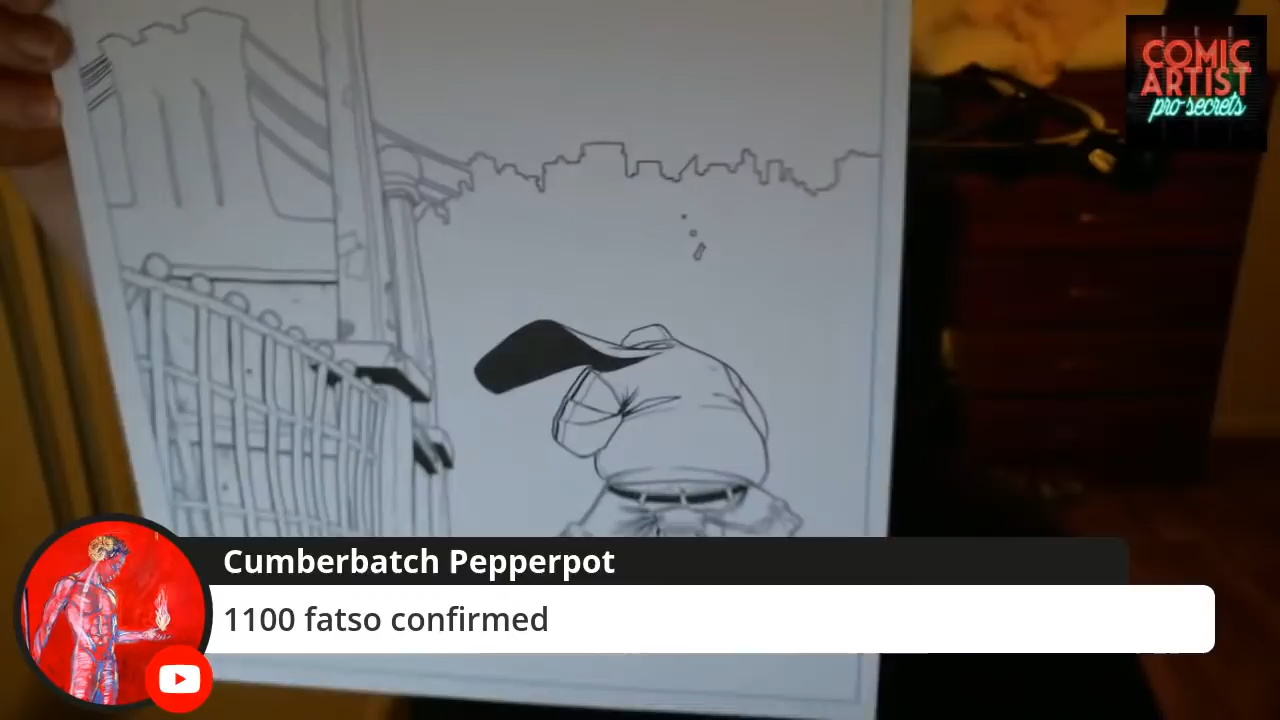 COMIC
ARTIST
pro secrets
Cumberbatch Pepperpot
1100 fatso confirmed